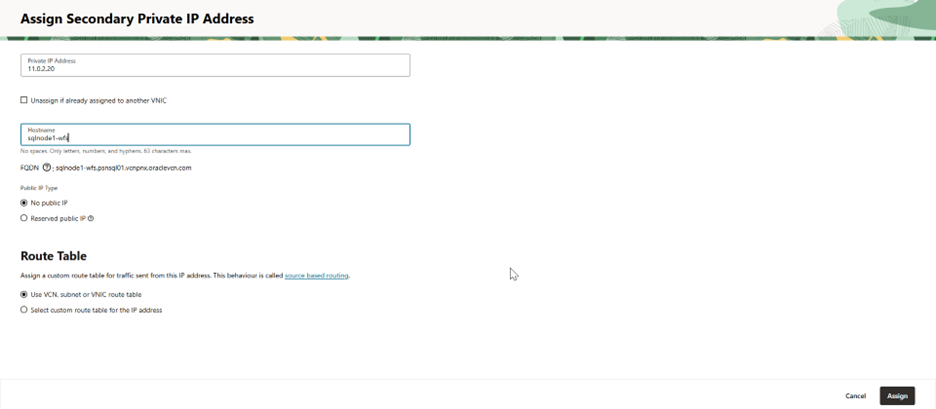 Assign Secondary Private IP Address
Private IP Address
11.0.2.20
Unassign if already assigned to another VNIC
Hostname
sqlnode1-wfs
No spaces. Only letters, numbers, and hyphens. 63 characters max.
FQDN ? : sqlnode1-wfs.psnsql01.vcnpnx.oraclevcn.com
Public IP Type
No public IP
Reserved public IP ?
Route Table
Assign a custom route table for traffic sent from this IP address. This behaviour is called source based routing.
Use VCN, subnet or VNIC route table
Select custom route table for the IP address
Cancel Assign